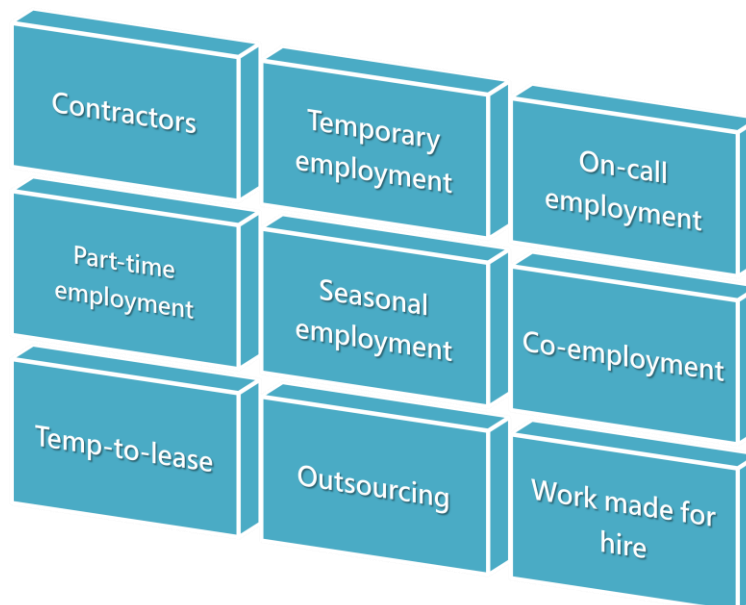 Contractors
Temporary
employment
On-call
employment
Part-time
employment
Seasonal
employment
Co-employment
Temp-to-lease
Outsourcing
Work made for
hire